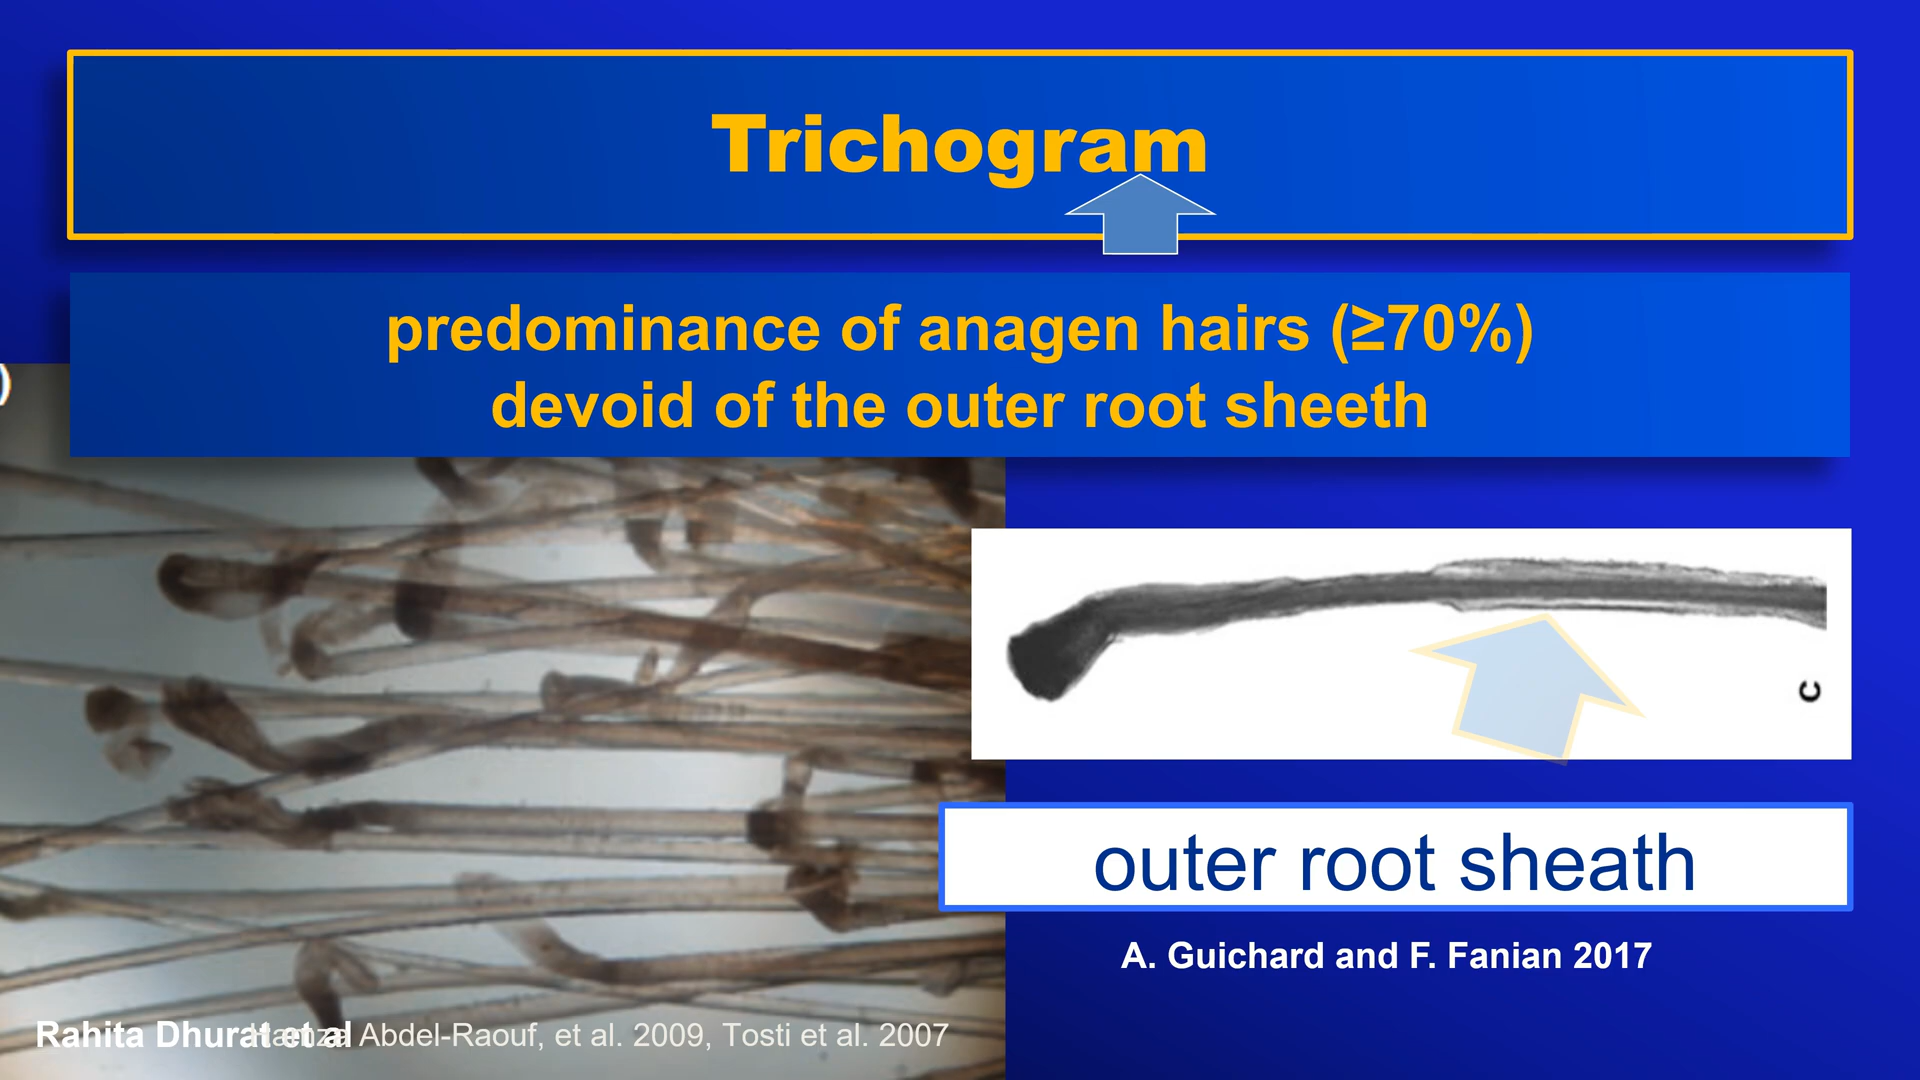 Trichogram
predominance of anagen hairs (≥70%)
devoid of the outer root sheeth
)
c
outer root sheath
A. Guichard and F. Fanian 2017
Rahita Dhurat et al
Hamza Abdel-Raouf, et al. 2009, Tosti et al. 2007